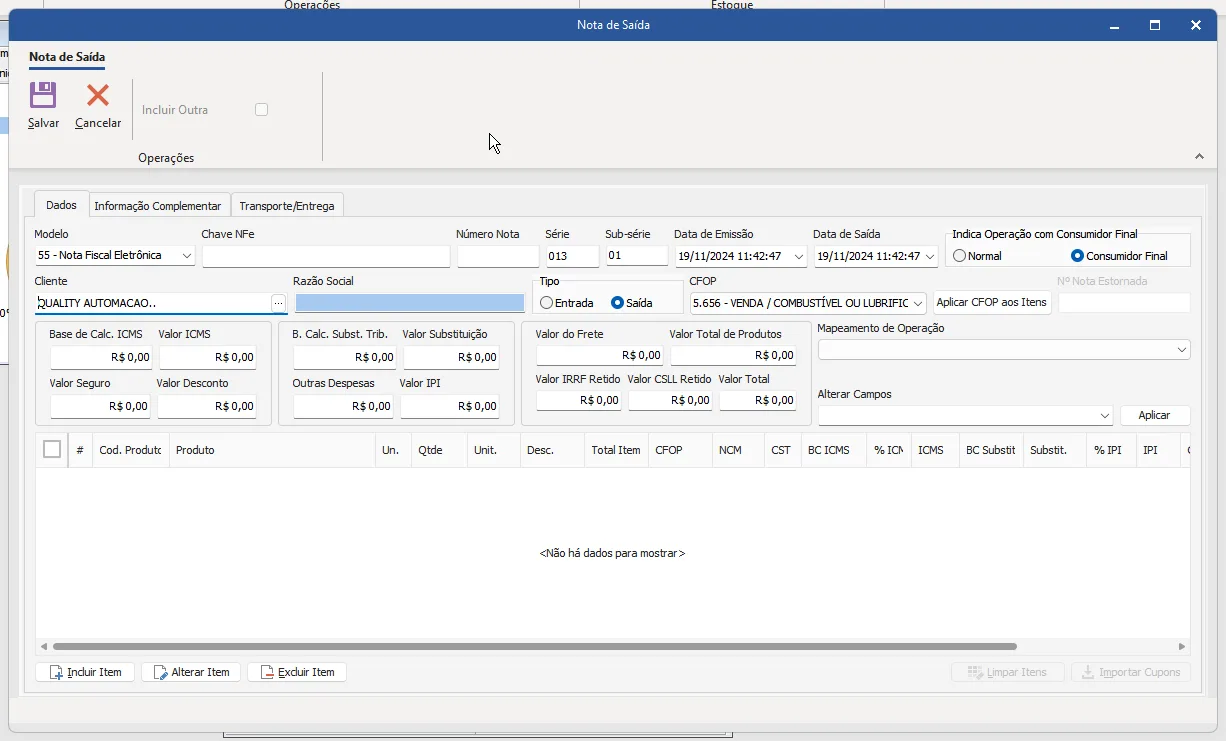 Operações Estoque
Nota de Saída
Nota de Saída
Salvar Cancelar Incluir Outra
Operações
Dados Informação Complementar Transporte/Entrega
Modelo Chave NFe Número Nota Série Sub-série Data de Emissão Data de Saída Indica Operação com Consumidor Final
55 - Nota Fiscal Eletrônica 013 01 19/11/2024 11:42:47 19/11/2024 11:42:47 Normal Consumidor Final
Cliente Razão Social Tipo CFOP Nº Nota Estornada
QUALITY AUTOMACAO.. ... Entrada Saída 5.656 - VENDA / COMBUSTÍVEL OU LUBRIFIC Aplicar CFOP aos Itens
Base de Calc. ICMS Valor ICMS B. Calc. Subst. Trib. Valor Substituição Valor do Frete Valor Total de Produtos Mapeamento de Operação
R$ 0,00 R$ 0,00 R$ 0,00 R$ 0,00 R$ 0,00 R$ 0,00
Valor Seguro Valor Desconto Outras Despesas Valor IPI Valor IRRF Retido Valor CSLL Retido Valor Total Alterar Campos
R$ 0,00 R$ 0,00 R$ 0,00 R$ 0,00 R$ 0,00 R$ 0,00 R$ 0,00 Aplicar
# Cod. Produtc Produto Un. Qtde Unit. Desc. Total Item CFOP NCM CST BC ICMS % ICM ICMS BC Substit Substit. % IPI IPI
<Não há dados para mostrar>
Incluir Item Alterar Item Excluir Item Limpar Itens Importar Cupons